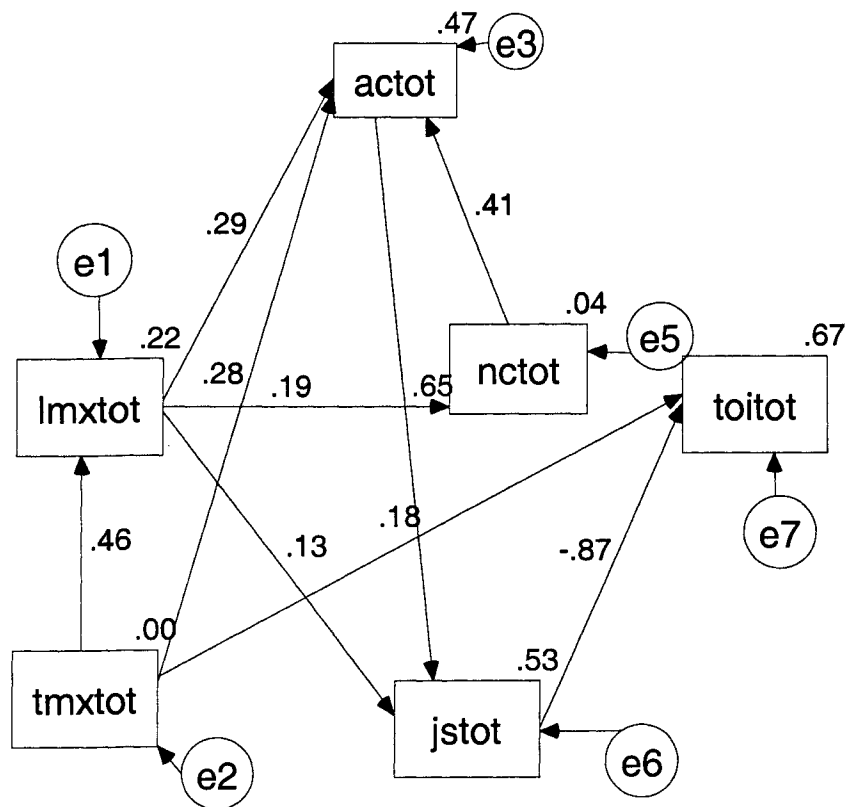 .47
e3
actot
.41
.29
e1
.04
.22
e5
.67
.28
.19
.65
nctot
lmxtot
toitot
.18
e7
.46
.13
-.87
.00
.53
tmxtot
jstot
e2
e6